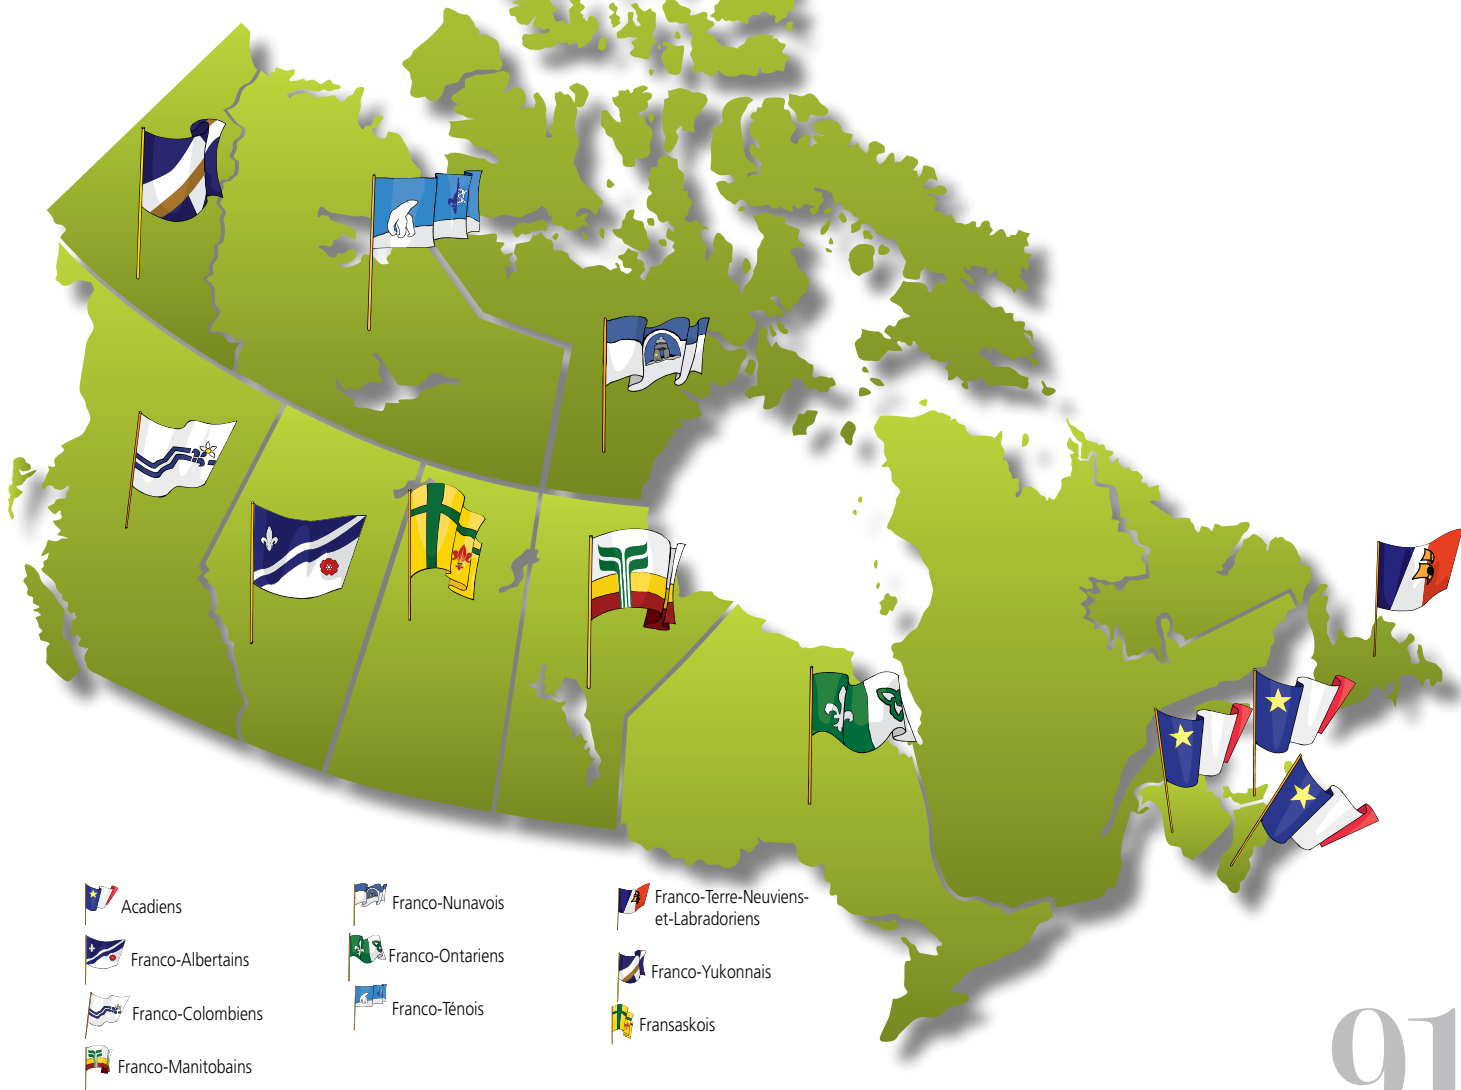 Acadiens
Franco-Albertains
Franco-Colombiens
Franco-Manitobains
Franco-Nunavois
Franco-Ontariens
Franco-Ténois
Franco-Terre-Neuviens-
et-Labradoriens
Franco-Yukonnais
Fransaskois
91